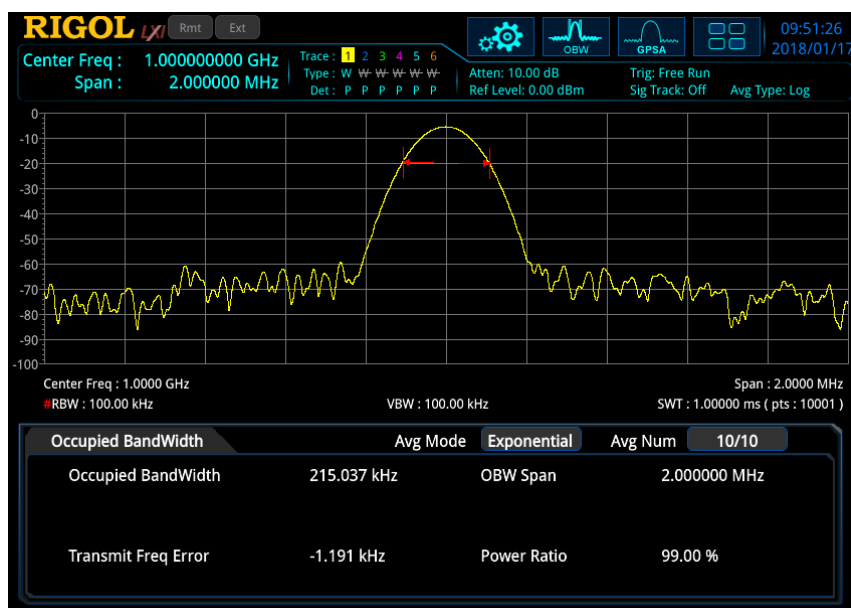 RIGOL LXI Rmt Ext
OBW GPSA 09:51:26
2018/01/17
Center Freq : 1.000000000 GHz
Span : 2.000000 MHz
Trace : 1 2 3 4 5 6
Type : W W W W W W
Det : P P P P P P
Atten: 10.00 dB
Ref Level: 0.00 dBm
Trig: Free Run
Sig Track: Off Avg Type: Log
0
-10
-20
-30
-40
-50
-60
-70
-80
-90
-100
Center Freq : 1.0000 GHz Span : 2.0000 MHz
#RBW : 100.00 kHz VBW : 100.00 kHz SWT : 1.00000 ms ( pts : 10001 )
Occupied BandWidth Avg Mode Exponential Avg Num 10/10
Occupied BandWidth 215.037 kHz OBW Span 2.000000 MHz
Transmit Freq Error -1.191 kHz Power Ratio 99.00 %